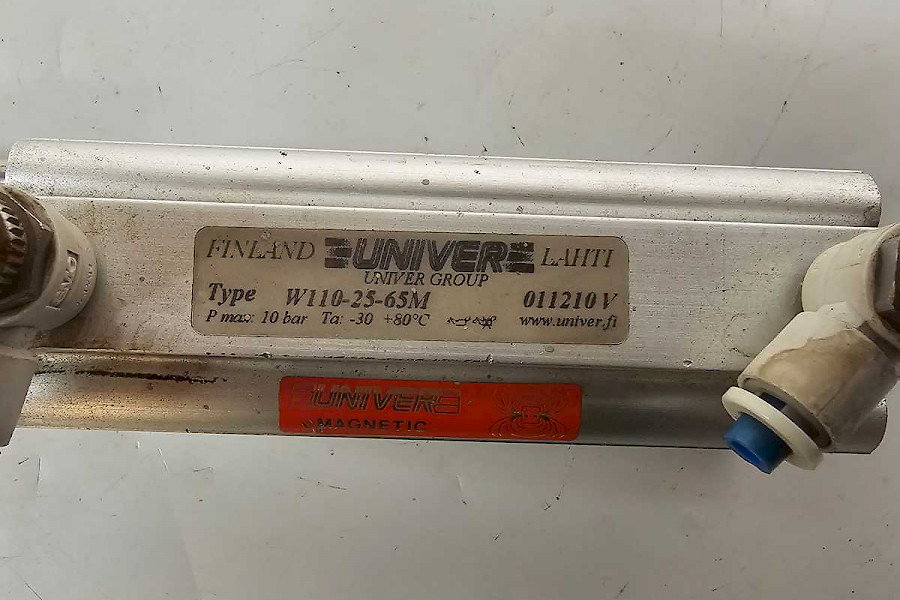 FINLAND UNIVER LAHTI
UNIVER GROUP
Type W110-25-65M 011210 V
P max: 10 bar Ta: -30 +80°C www.univer.fi
UNIVER
MAGNETIC